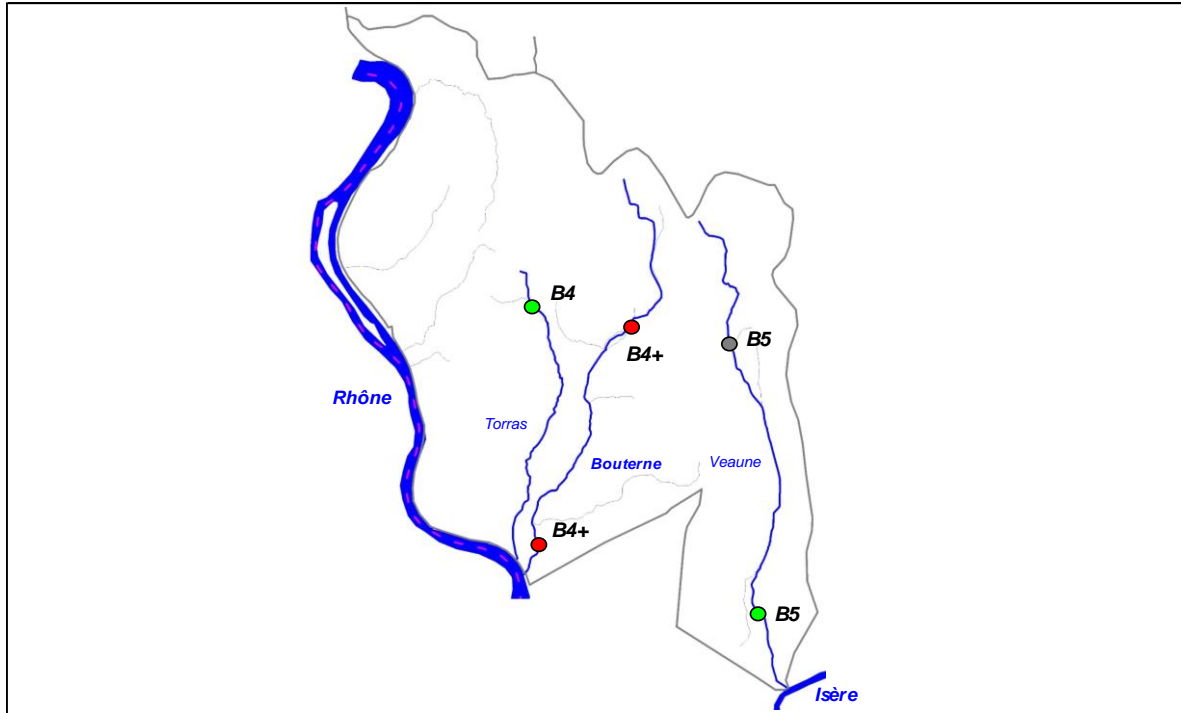 B4
B4+
B5
Rhône
Torras
Bouterne
Veaune
B4+
B5
Isère